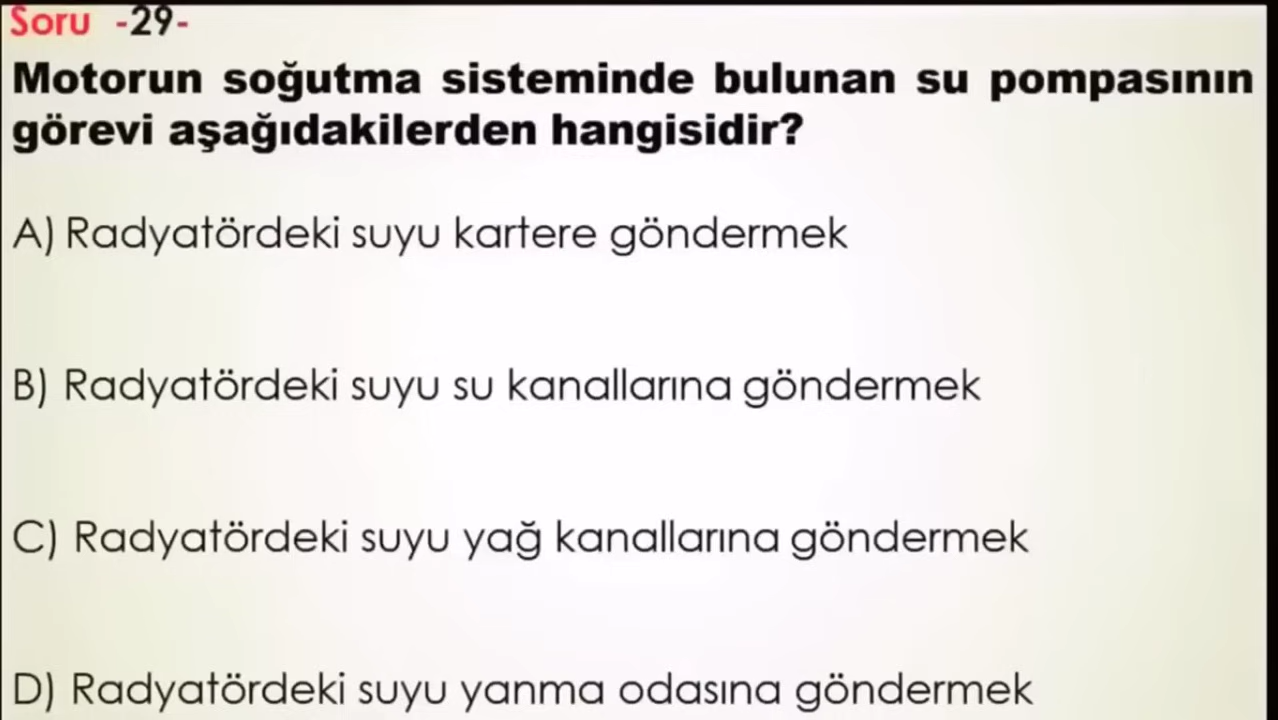 Soru -29-
Motorun soğutma sisteminde bulunan su pompasının
görevi aşağıdakilerden hangisidir?
A) Radyatördeki suyu kartere göndermek
B) Radyatördeki suyu su kanallarına göndermek
C) Radyatördeki suyu yağ kanallarına göndermek
D) Radyatördeki suyu yanma odasına göndermek